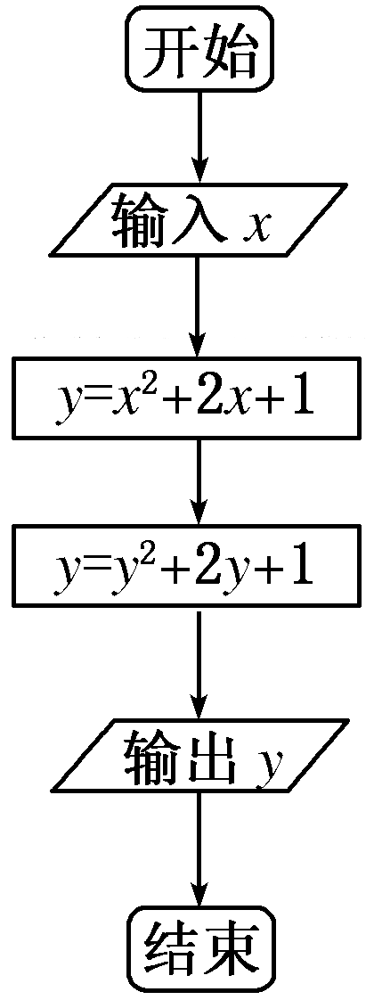 开始
输入 x
y=x²+2x+1
y=y²+2y+1
输出 y
结束